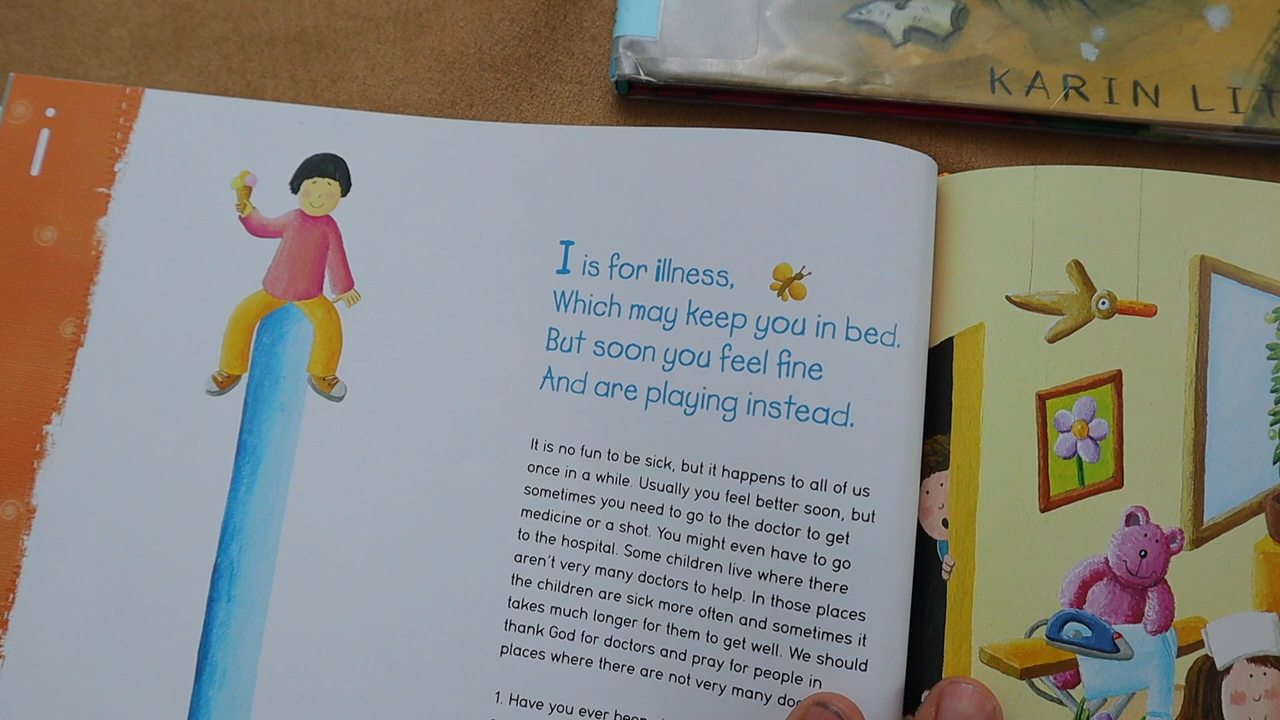 KARIN
i
I is for illness,
Which may keep you in bed.
But soon you feel fine
And are playing instead.
It is no fun to be sick, but it happens to all of us
once in a while. Usually you feel better soon, but
sometimes you need to go to the doctor to get
medicine or a shot. You might even have to go
to the hospital. Some children live where there
aren't very many doctors to help. In those places
the children are sick more often and sometimes it
takes much longer for them to get well. We should
thank God for doctors and pray for people in
places where there are not very many
1. Have you ever